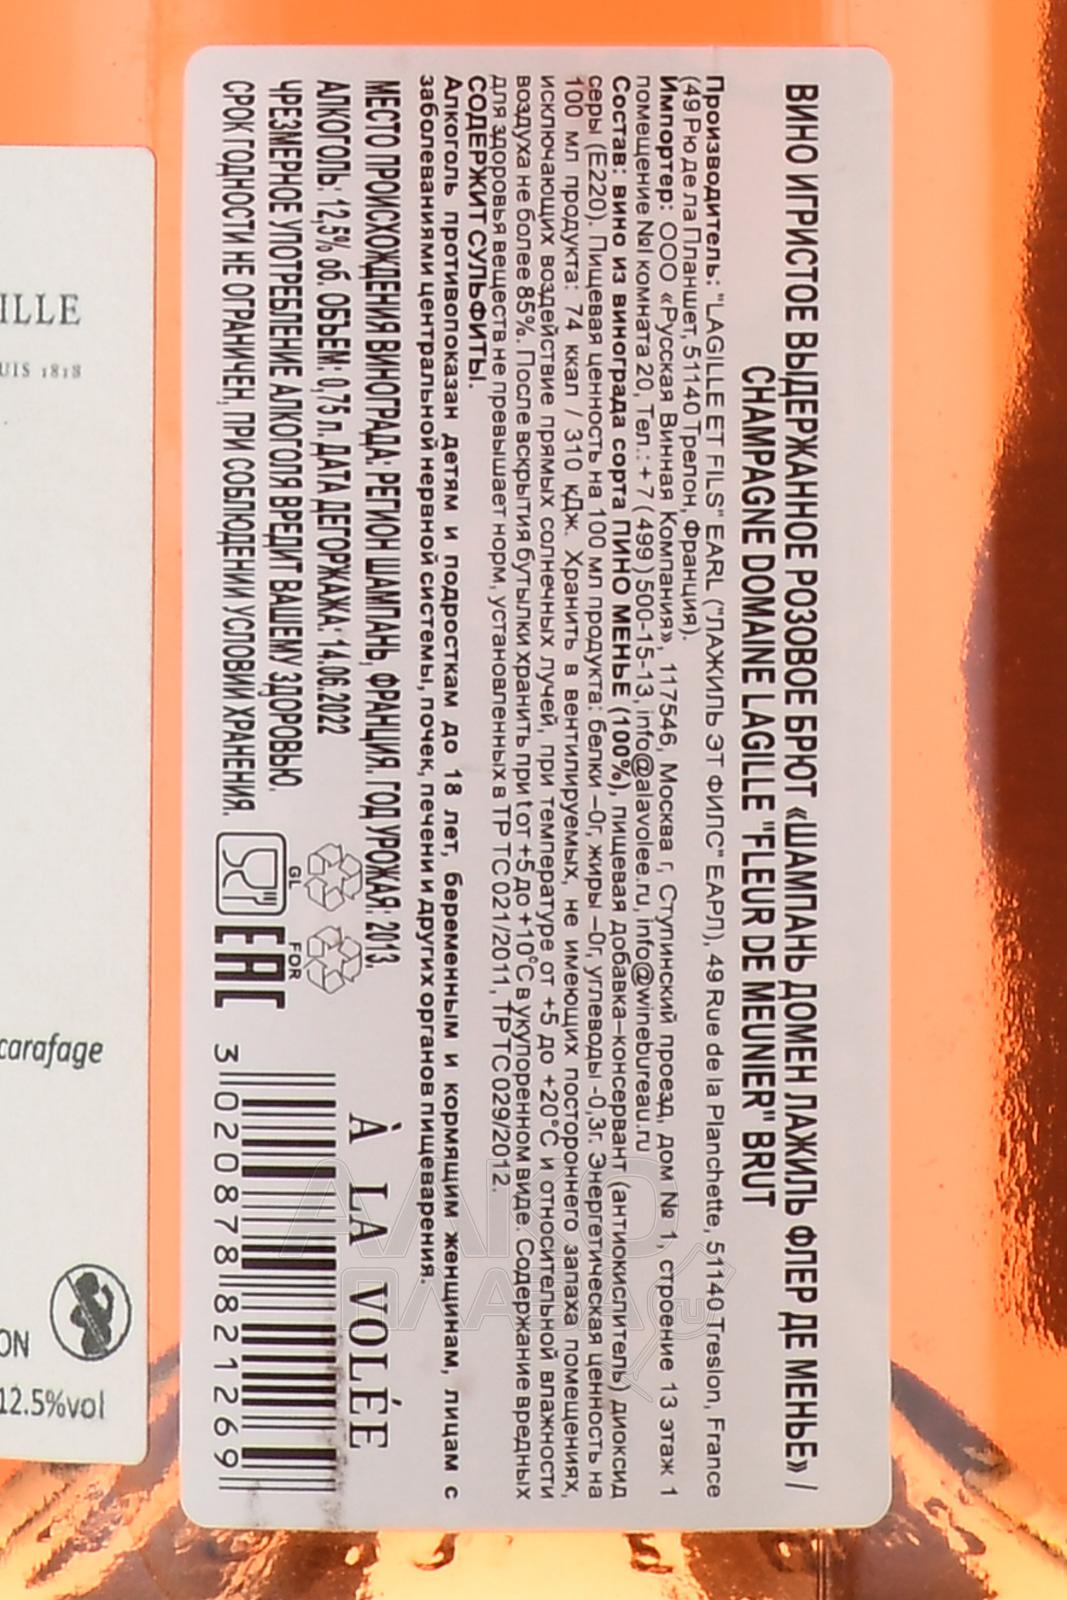 ВИНО ИГРИСТОЕ ВЫДЕРЖАННОЕ РОЗОВОЕ БРЮТ «ШАМПАНЬ ДОМЕН ЛАЖИЛЬ ФЛЕР ДЕ МЕНЬЕ» /
CHAMPAGNE DOMAINE LAGILLE "FLEUR DE MEUNIER" BRUT
Производитель: "LAGILLE ET FILS" EARL ("ЛАЖИЛЬ ЭТ ФИЛС" ЕАРЛ), 49 Rue de la Planchette, 51140 Treslon, France
(49 Рю де ла Планшет, 51140 Трелон, Франция).
Импортер: ООО «Русская Винная Компания», 117546, Москва г, Ступинский проезд, дом № 1, строение 13 этаж 1
помещение №I комната 20, Тел.: + 7 ( 499 ) 500-15-13, info@alavolee.ru, info@winebureau.ru
Состав: вино из винограда сорта ПИНО МЕНЬЕ (100%), пищевая добавка–консервант (антиокислитель) диоксид
серы (Е220). Пищевая ценность на 100 мл продукта: белки –0г, жиры –0г, углеводы -0,3г. Энергетическая ценность на
100 мл продукта: 74 ккал / 310 кДж. Хранить в вентилируемых, не имеющих постороннего запаха помещениях,
исключающих воздействие прямых солнечных лучей, при температуре от +5 до +20°С и относительной влажности
воздуха не более 85%. После вскрытия бутылки хранить при t от +5 до +10°С в укупоренном виде. Содержание вредных
для здоровья веществ не превышает норм, установленных в ТР ТС 021/2011, ТР ТС 029/2012.
СОДЕРЖИТ СУЛЬФИТЫ.
Алкоголь противопоказан детям и подросткам до 18 лет, беременным и кормящим женщинам, лицам с
заболеваниями центральной нервной системы, почек, печени и других органов пищеварения.
МЕСТО ПРОИСХОЖДЕНИЯ ВИНОГРАДА: РЕГИОН ШАМПАНЬ, ФРАНЦИЯ. ГОД УРОЖАЯ: 2013.
АЛКОГОЛЬ: 12,5% об. ОБЪЕМ: 0,75 л. ДАТА ДЕГОРЖАЖА: 14.06.2022
ЧРЕЗМЕРНОЕ УПОТРЕБЛЕНИЕ АЛКОГОЛЯ ВРЕДИТ ВАШЕМУ ЗДОРОВЬЮ.
СРОК ГОДНОСТИ НЕ ОГРАНИЧЕН, ПРИ СОБЛЮДЕНИИ УСЛОВИИ ХРАНЕНИЯ.
GL
FOR
EAC
À LA VOLÉE
3 020878 821269
ILLE
UIS 1818
carafage
ON
12.5%vol
АЛКО
ПЛАЗА
ru